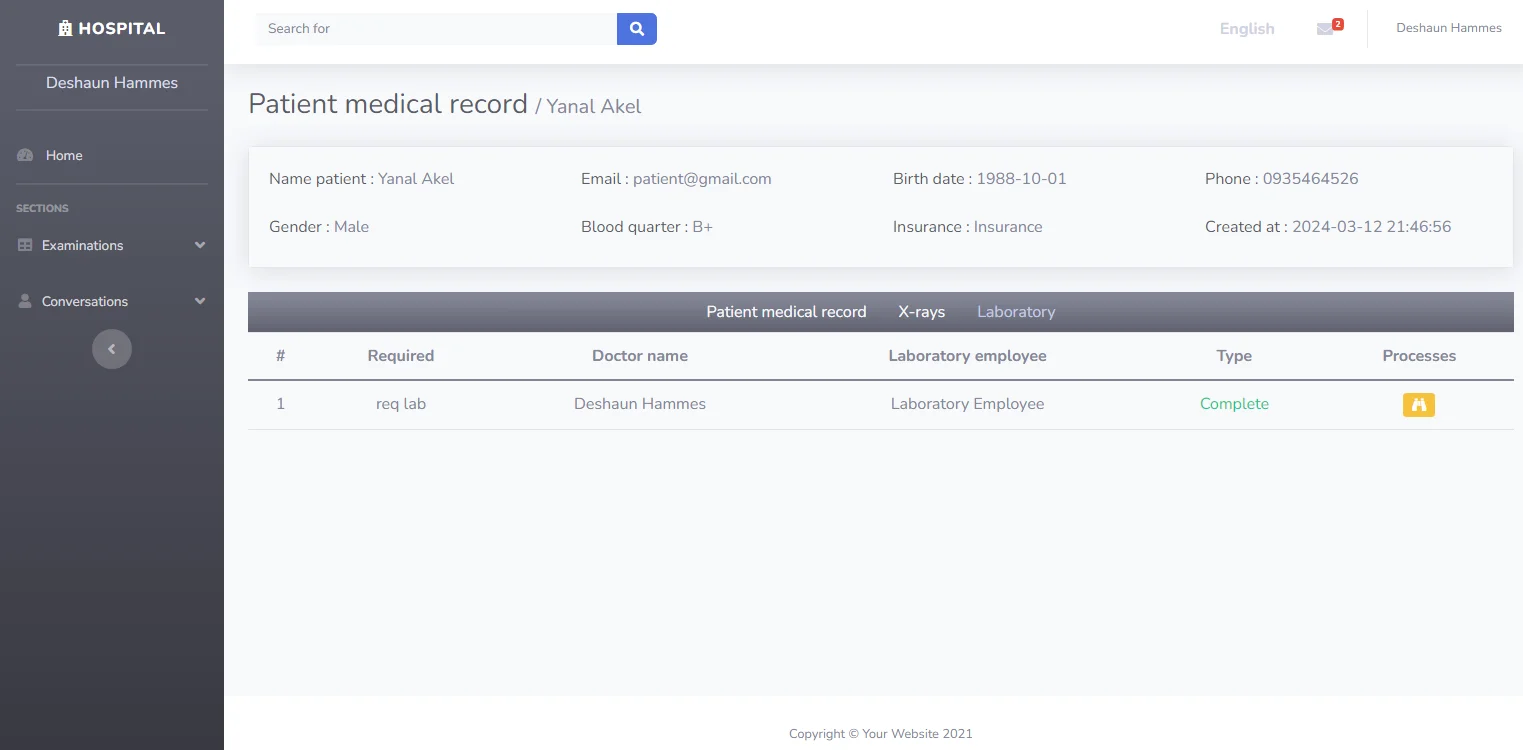 HOSPITAL
Deshaun Hammes
Home
SECTIONS
Examinations
Conversations
Search for
English
2
Deshaun Hammes
Patient medical record / Yanal Akel
Name patient : Yanal Akel Email : patient@gmail.com Birth date : 1988-10-01 Phone : 0935464526
Gender : Male Blood quarter : B+ Insurance : Insurance Created at : 2024-03-12 21:46:56
Patient medical record X-rays Laboratory
# Required Doctor name Laboratory employee Type Processes
1 req lab Deshaun Hammes Laboratory Employee Complete
Copyright © Your Website 2021